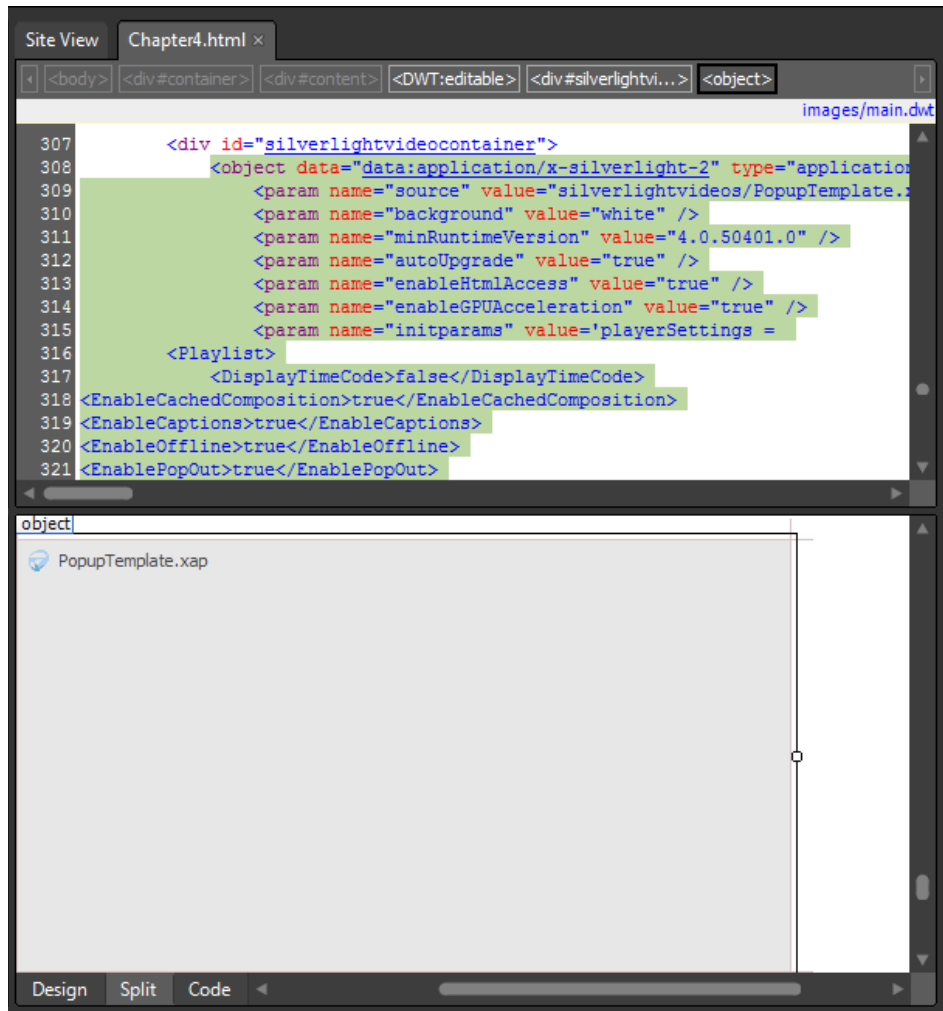 Site View Chapter4.html ×
<body> <div#container> <div#content> <DWT:editable> <div#silverlightvi...> <object>
images/main.dwt
307 <div id="silverlightvideocontainer">
308 <object data="data:application/x-silverlight-2" type="application
309 <param name="source" value="silverlightvideos/PopupTemplate.x
310 <param name="background" value="white" />
311 <param name="minRuntimeVersion" value="4.0.50401.0" />
312 <param name="autoUpgrade" value="true" />
313 <param name="enableHtmlAccess" value="true" />
314 <param name="enableGPUAcceleration" value="true" />
315 <param name="initparams" value='playerSettings =
316 <Playlist>
317 <DisplayTimeCode>false</DisplayTimeCode>
318 <EnableCachedComposition>true</EnableCachedComposition>
319 <EnableCaptions>true</EnableCaptions>
320 <EnableOffline>true</EnableOffline>
321 <EnablePopOut>true</EnablePopOut>
object
PopupTemplate.xap
Design Split Code